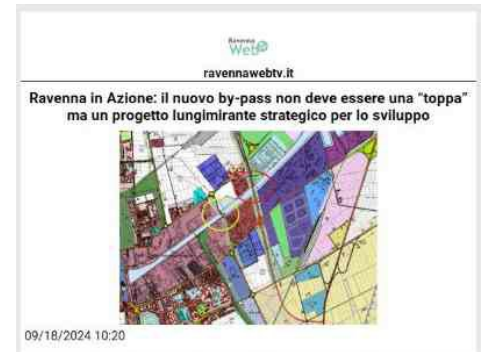 Ravenna
Web
ravennawebtv.it
Ravenna in Azione: il nuovo by-pass non deve essere una “toppa”
ma un progetto lungimirante strategico per lo sviluppo
09/18/2024 10:20